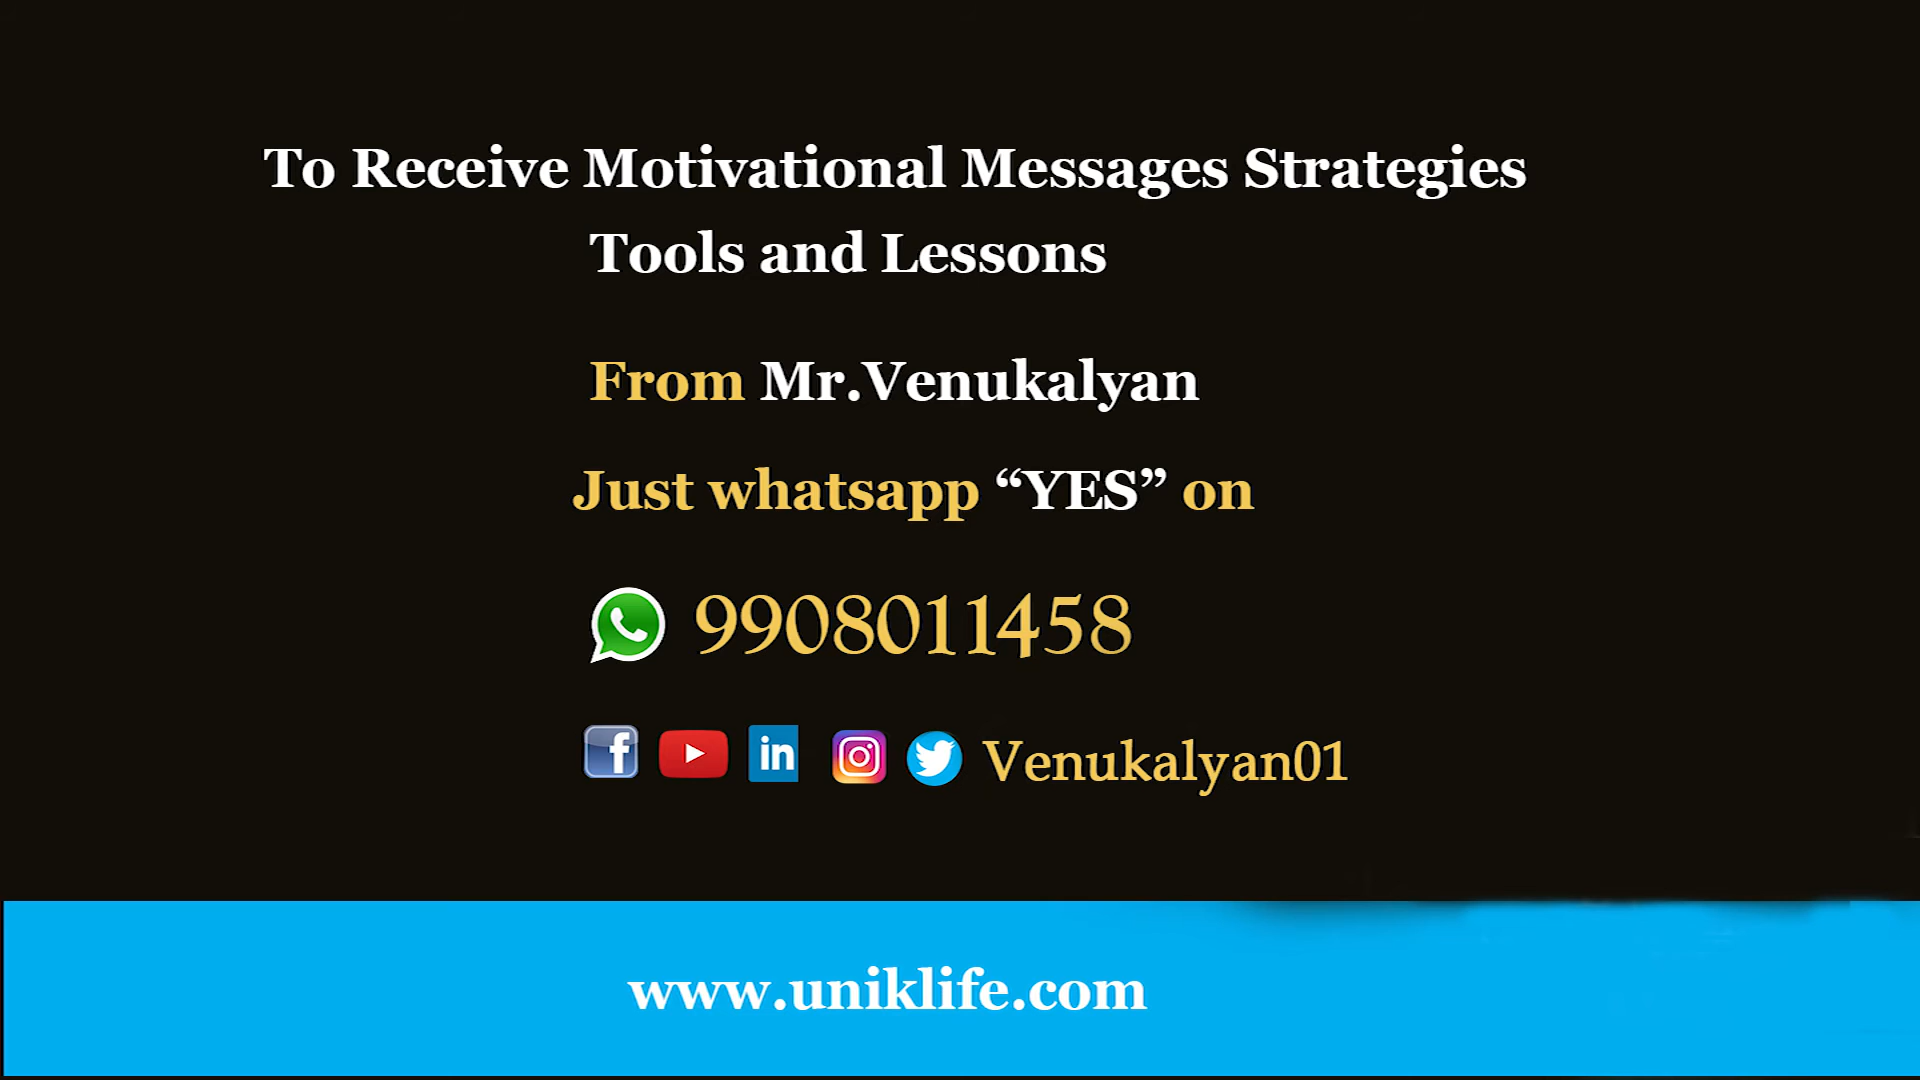 To Receive Motivational Messages Strategies
Tools and Lessons
From Mr.Venukalyan
Just whatsapp “YES” on
9908011458
f in Venukalyan01
www.uniklife.com